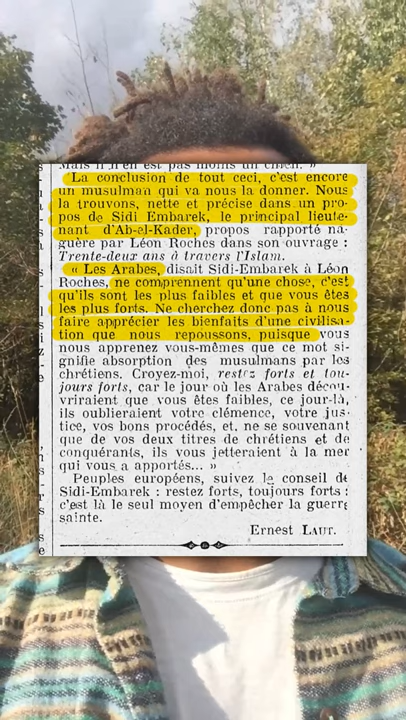 Mais il n'en est pas moins un chien. »
La conclusion de tout ceci, c'est encore
un musulman qui va nous la donner. Nous
la trouvons, nette et précise dans un pro-
pos de Sidi Embarek, le principal lieute-
nant d'Ab-el-Kader, propos rapporté na-
guère par Léon Roches dans son ouvrage :
Trente-deux ans à travers l'Islam.
« Les Arabes, disait Sidi-Embarek à Léon
Roches, ne comprennent qu'une chose, c'est
qu'ils sont les plus faibles et que vous êtes
les plus forts. Ne cherchez donc pas à nous
faire apprécier les bienfaits d'une civilisa-
tion que nous repoussons, puisque vous
nous apprenez vous-mêmes que ce mot si-
gnifie absorption des musulmans par les
chrétiens. Croyez-moi, restez forts et tou-
jours forts, car le jour où les Arabes décou-
vriraient que vous êtes faibles, ce jour-là,
ils oublieraient votre clémence, votre jus-
tice, vos bons procédés, et, ne se souvenant
que de vos deux titres de chrétiens et de
conquérants, ils vous jetteraient à la mer
qui vous a apportés... »
Peuples européens, suivez le conseil de
Sidi-Embarek : restez forts, toujours forts :
c'est là le seul moyen d'empêcher la guerre
sainte.
Ernest LAUT.